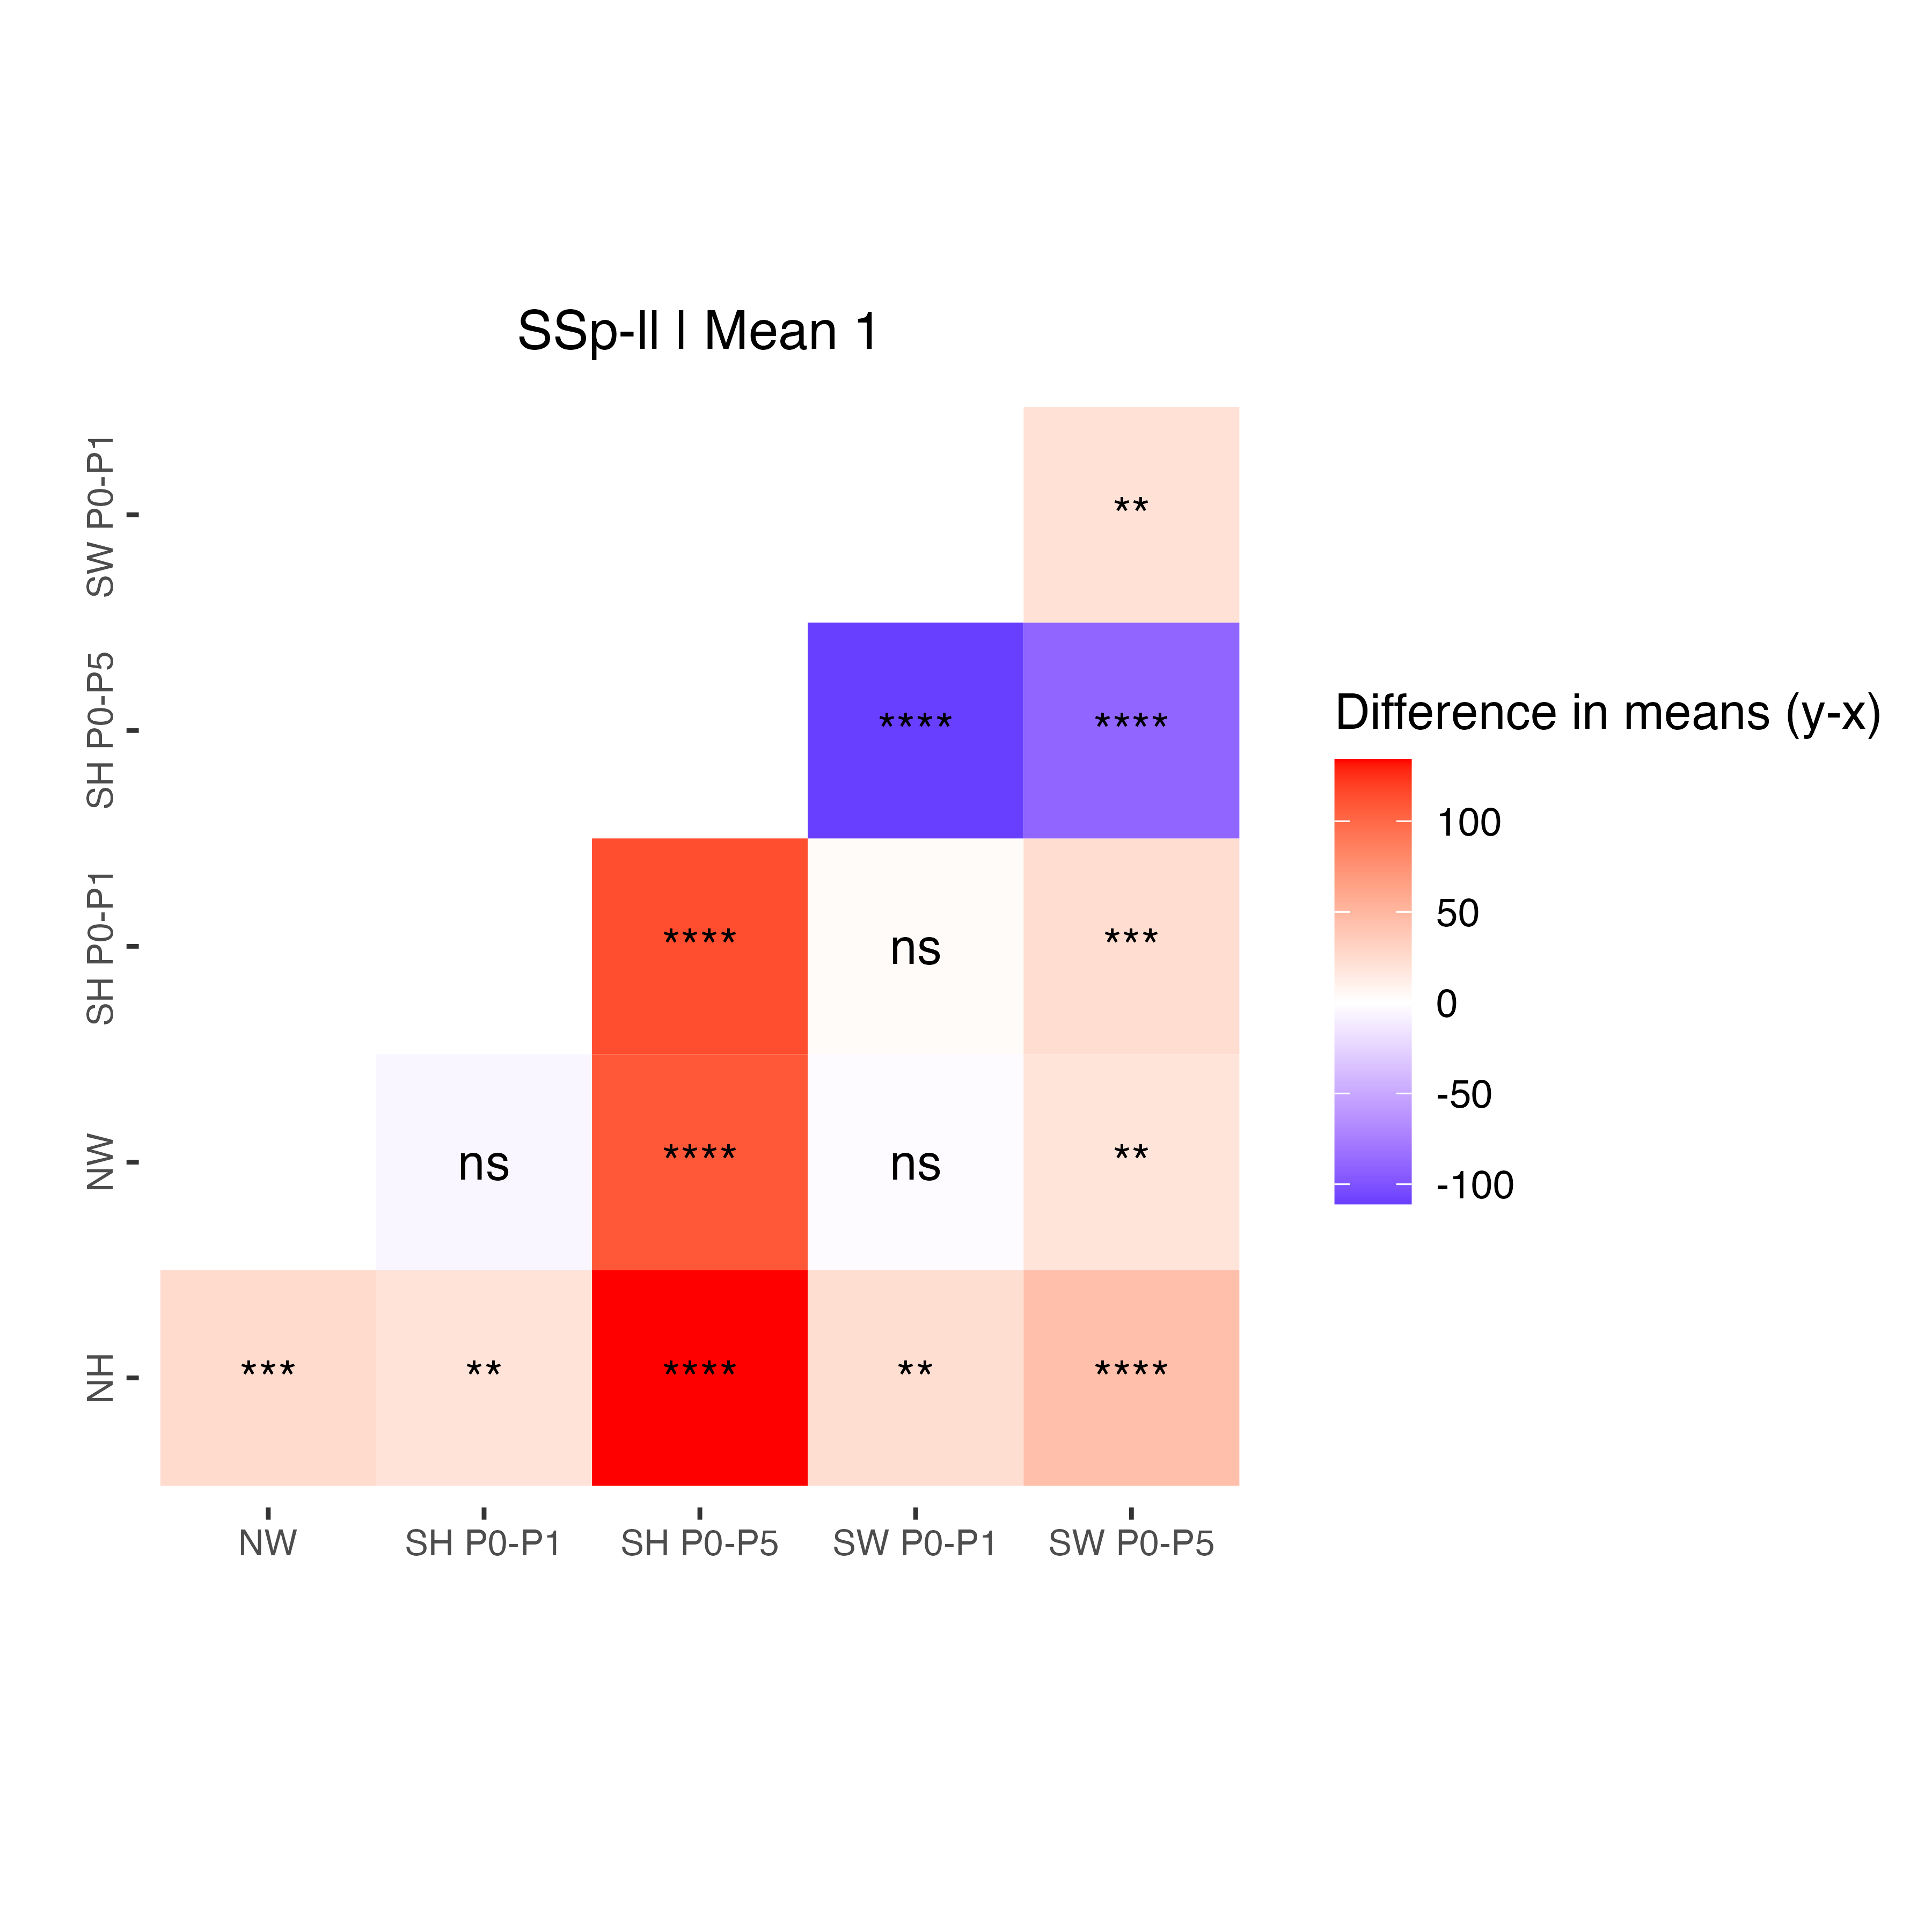 SSp-ll | Mean 1
SW P0-P1
**
SH P0-P5
**** ****
Difference in means (y-x)
100
50
0
-50
-100
SH P0-P1
**** ns ***
NW
ns **** ns **
NH
*** ** **** ** ****
NW SH P0-P1 SH P0-P5 SW P0-P1 SW P0-P5